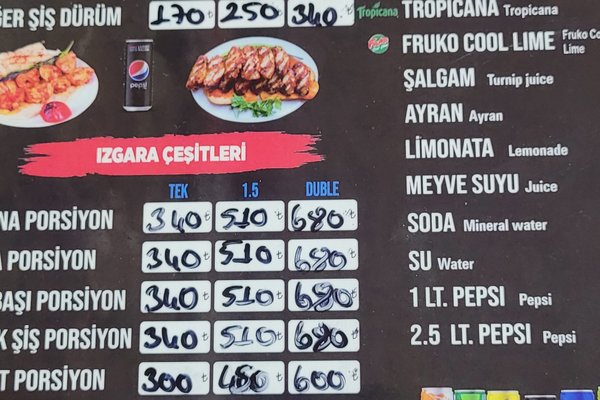 ĞER ŞİŞ DÜRÜM 170 250 340₺
pepsi
IZGARA ÇEŞİTLERİ
TEK 1.5 DUBLE
NA PORSİYON 340₺ 510₺ 680₺
PORSİYON 340₺ 510₺ 680₺
BAŞI PORSİYON 340₺ 510₺ 680₺
K ŞİŞ PORSİYON 340₺ 510₺ 680₺
T PORSİYON 300₺ 450₺ 600₺
Tropicana TROPICANA Tropicana
FRUKO COOL LIME Fruko Co
Lime
ŞALGAM Turnip juice
AYRAN Ayran
LİMONATA Lemonade
MEYVE SUYU Juice
SODA Mineral water
SU Water
1 LT. PEPSI Pepsi
2.5 LT. PEPSI Pepsi